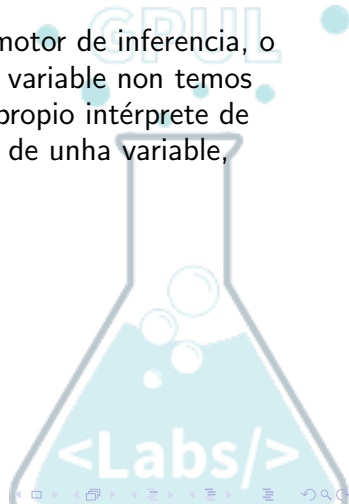 GPUL
motor de inferencia, o
variable non temos
propio intérprete de
de unha variable,
<Labs/>